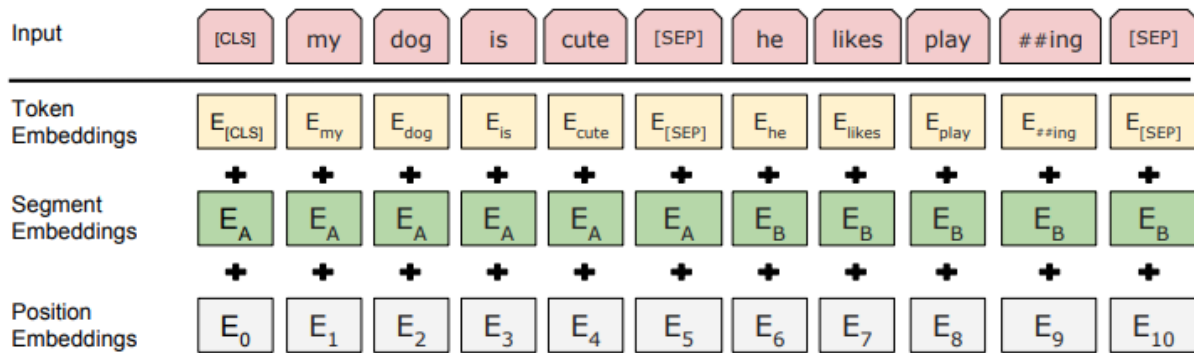 Input [CLS] my dog is cute [SEP] he likes play ##ing [SEP]
Token
Embeddings
E[CLS] Emy Edog Eis Ecute E[SEP] Ehe Elikes Eplay E##ing E[SEP]
+ + + + + + + + + + +
Segment
Embeddings
EA EA EA EA EA EA EB EB EB EB EB
+ + + + + + + + + + +
Position
Embeddings
E0 E1 E2 E3 E4 E5 E6 E7 E8 E9 E10